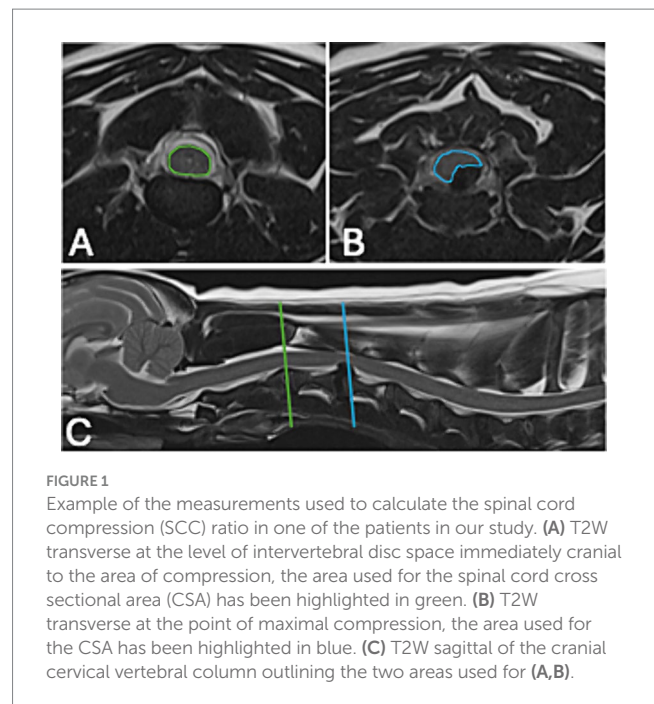 A
B
C
FIGURE 1
Example of the measurements used to calculate the spinal cord
compression (SCC) ratio in one of the patients in our study. (A) T2W
transverse at the level of intervertebral disc space immediately cranial
to the area of compression, the area used for the spinal cord cross
sectional area (CSA) has been highlighted in green. (B) T2W
transverse at the point of maximal compression, the area used for
the CSA has been highlighted in blue. (C) T2W sagittal of the cranial
cervical vertebral column outlining the two areas used for (A,B).